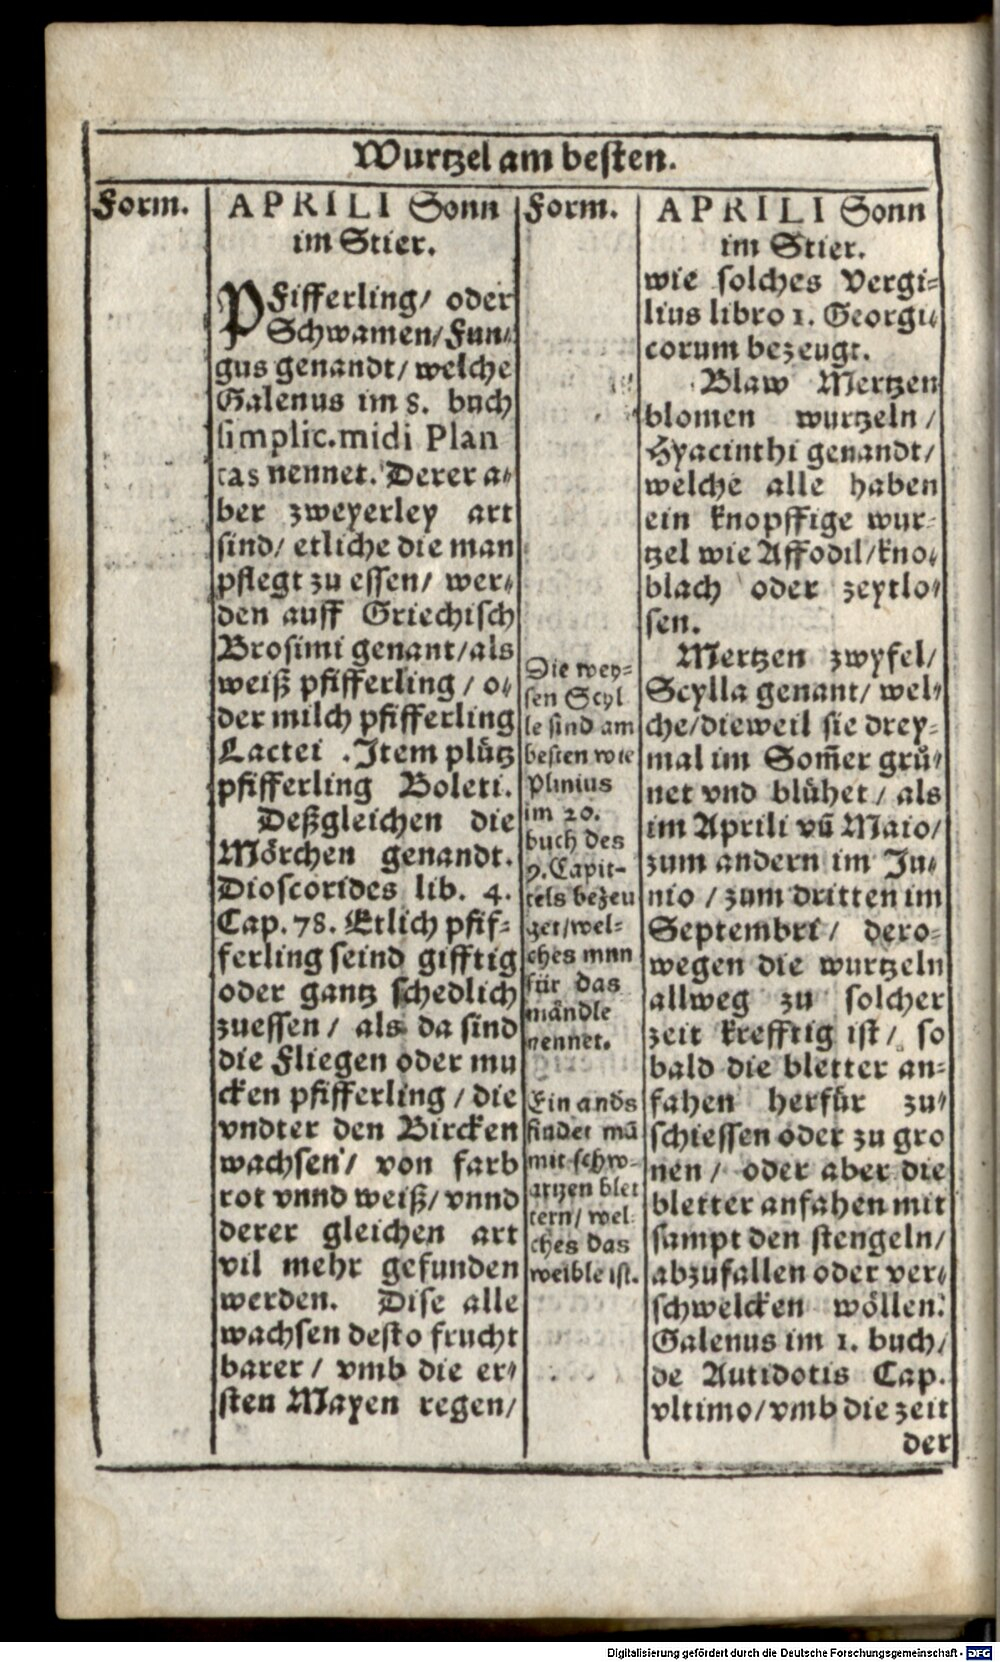 Wurtzel am besten.
Form.
APRILI Sonn
im Stier.
PFifferling/ oder
Schwamen/Fun⸗
gus genandt/ welche
Galenus im 8. buch
simplic.midi Plan
tas nennet. Derer a⸗
ber zweyerley art
sind/ etliche die man
pflegt zu essen/ wer⸗
den auff Griechisch
Brosimi genant/als
weiß pfifferling / o⸗
der milch pfifferling
Lactei . Item plütz
pfifferling Boleti.
Deßgleichen die
Mörchen genandt.
Dioscorides lib. 4.
Cap. 78. Etlich pfif⸗
ferling seind gifftig
oder gantz schedlich
zuessen / als da sind
die Fliegen oder mu
cken pfifferling / die
vndter den Bircken
wachsen / von farb
rot vnnd weiß/ vnnd
derer gleichen art
vil mehr gefunden
werden. Dise alle
wachsen desto frucht
barer / vmb die er⸗
sten Mayen regen/
Form.
Die wey⸗
sen Scyl
le sind am
besten wie
Plinius
im 20.
buch des
9. Capit⸗
tels bezeu
get/wel⸗
ches mnn
für das
mändle
nennet.
Ein anđs
findet mā
mit schw⸗
artzen blet
tern/ wel
ches das
weible ist.
APRILI Sonn
im Stier.
wie solches Vergi⸗
lius libro 1. Georgi⸗
corum bezeugt.
Blaw Mertzen
blomen wurtzeln /
Hyacinthi genandt/
welche alle haben
ein knopffige wur⸗
tzel wie Affodil/kno⸗
blach oder zeytlo⸗
sen.
Mertzen zwyfel/
Scylla genant/ wel⸗
che/dieweil sie drey⸗
mal im Som̄er grü⸗
net vnd blühet / als
im Aprili vn̄ Maio/
zum andern im Ju⸗
nio / zum dritten im
Septembri / dero⸗
wegen die wurtzeln
allweg zu solcher
zeit krefftig ist / so
bald die bletter an⸗
fahen herfür zu⸗
schiessen oder zu gro
nen / oder aber die
bletter anfahen mit
sampt den stengeln/
abzufallen oder ver⸗
schwelcken wöllen.
Galenus im 1. buch/
de Autidotis Cap.
vltimo/vmb die zeit
der
Digitalisierung gefördert durch die Deutsche Forschungsgemeinschaft - DFG